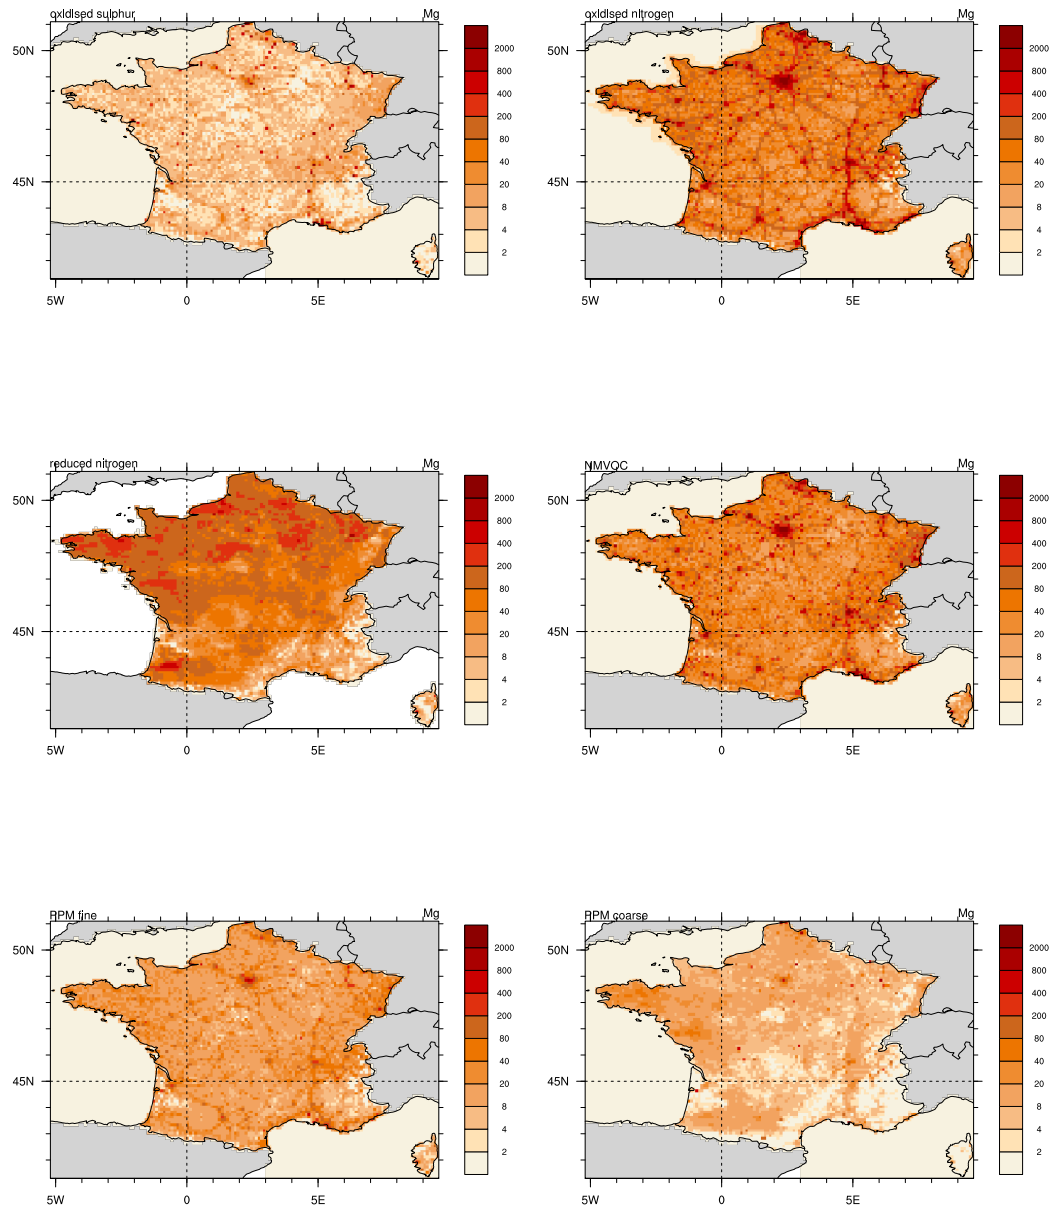 oxidised sulphur Mg
50N
45N
5W 0 5E
2000
800
400
200
80
40
20
8
4
2
oxidised nitrogen Mg
50N
45N
5W 0 5E
2000
800
400
200
80
40
20
8
4
2
reduced nitrogen Mg
50N
45N
5W 0 5E
2000
800
400
200
80
40
20
8
4
2
NMVOC Mg
50N
45N
5W 0 5E
2000
800
400
200
80
40
20
8
4
2
PPM fine Mg
50N
45N
5W 0 5E
2000
800
400
200
80
40
20
8
4
2
PPM coarse Mg
50N
45N
5W 0 5E
2000
800
400
200
80
40
20
8
4
2